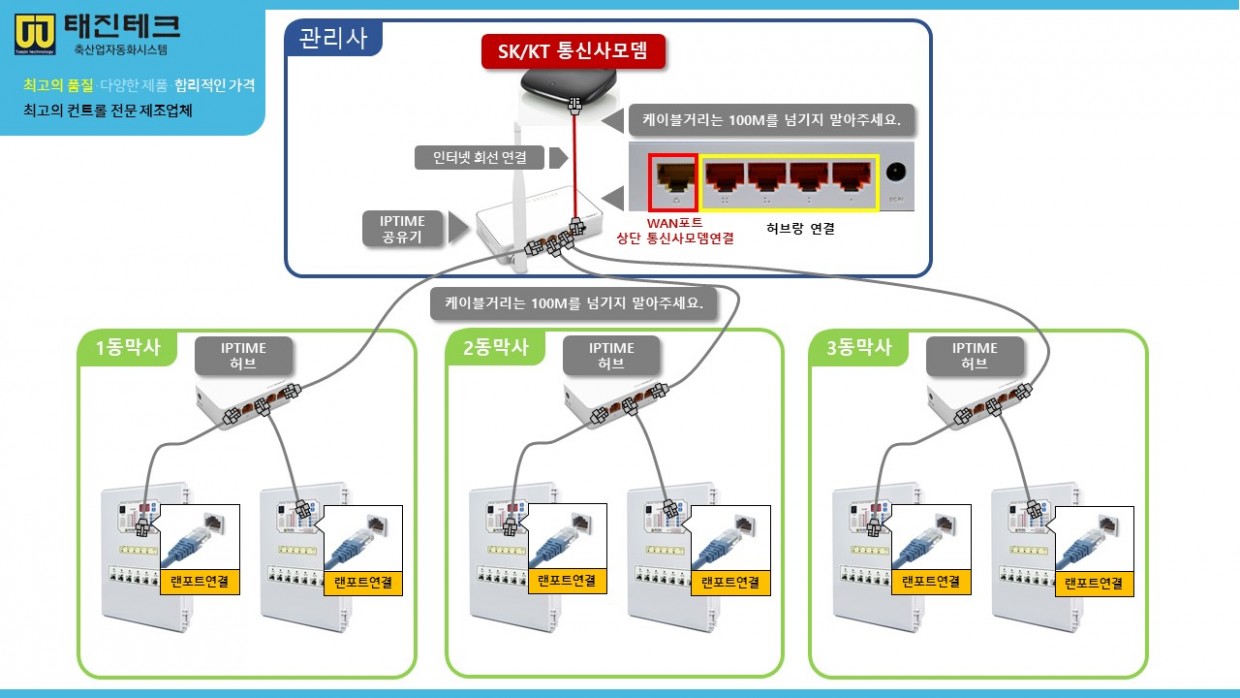 태진테크
Taejin technology
축산업자동화시스템
최고의 품질 다양한 제품 합리적인 가격
최고의 컨트롤 전문 제조업체
관리사
SK/KT 통신사모뎀
케이블거리는 100M를 넘기지 말아주세요.
인터넷 회선 연결
IPTIME
공유기
WAN포트
상단 통신사모뎀연결
허브랑 연결
케이블거리는 100M를 넘기지 말아주세요.
1동막사
IPTIME
허브
2동막사
IPTIME
허브
3동막사
IPTIME
허브
랜포트연결
랜포트연결
랜포트연결
랜포트연결
랜포트연결
랜포트연결